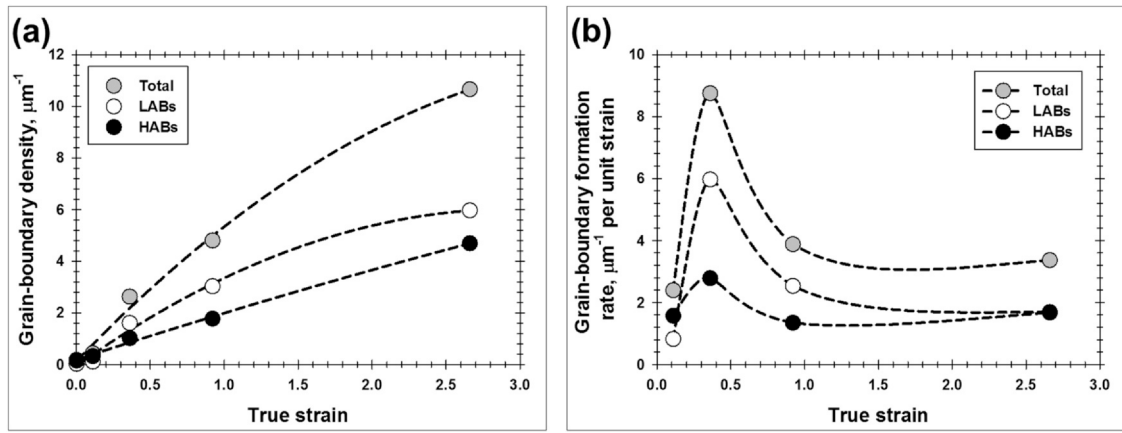 (a)
Grain-boundary density, μm⁻¹
12
10
8
6
4
2
0
Total
LABs
HABs
0.0 0.5 1.0 1.5 2.0 2.5 3.0
True strain
(b)
Grain-boundary formation
rate, μm⁻¹ per unit strain
10
8
6
4
2
0
Total
LABs
HABs
0.0 0.5 1.0 1.5 2.0 2.5 3.0
True strain